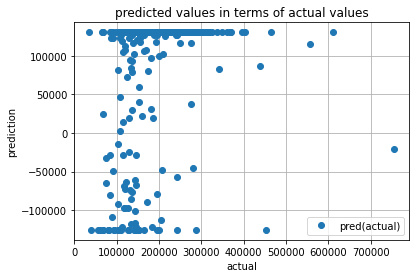 predicted values in terms of actual values
100000
50000
0
−50000
−100000
prediction
pred(actual)
0 100000 200000 300000 400000 500000 600000 700000
actual